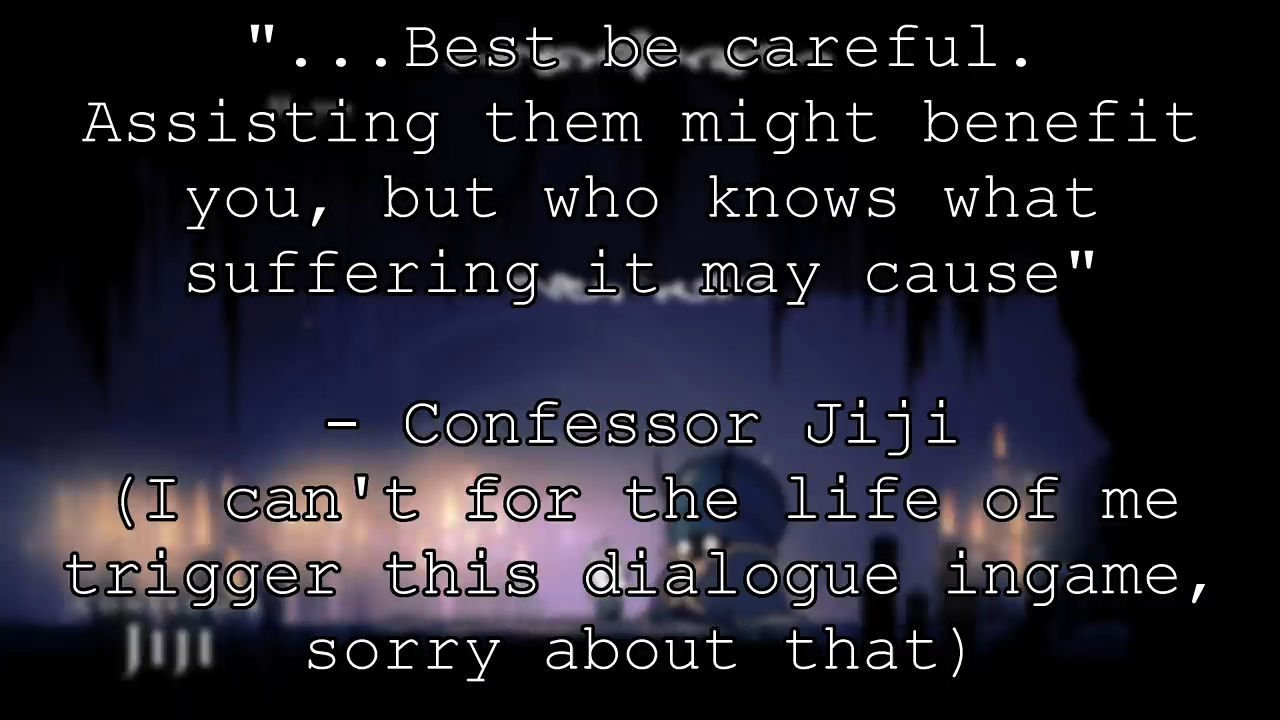 "...Best be careful.
Assisting them might benefit
you, but who knows what
suffering it may cause"
- Confessor Jiji
(I can't for the life of me
trigger this dialogue ingame,
sorry about that)
JIJI